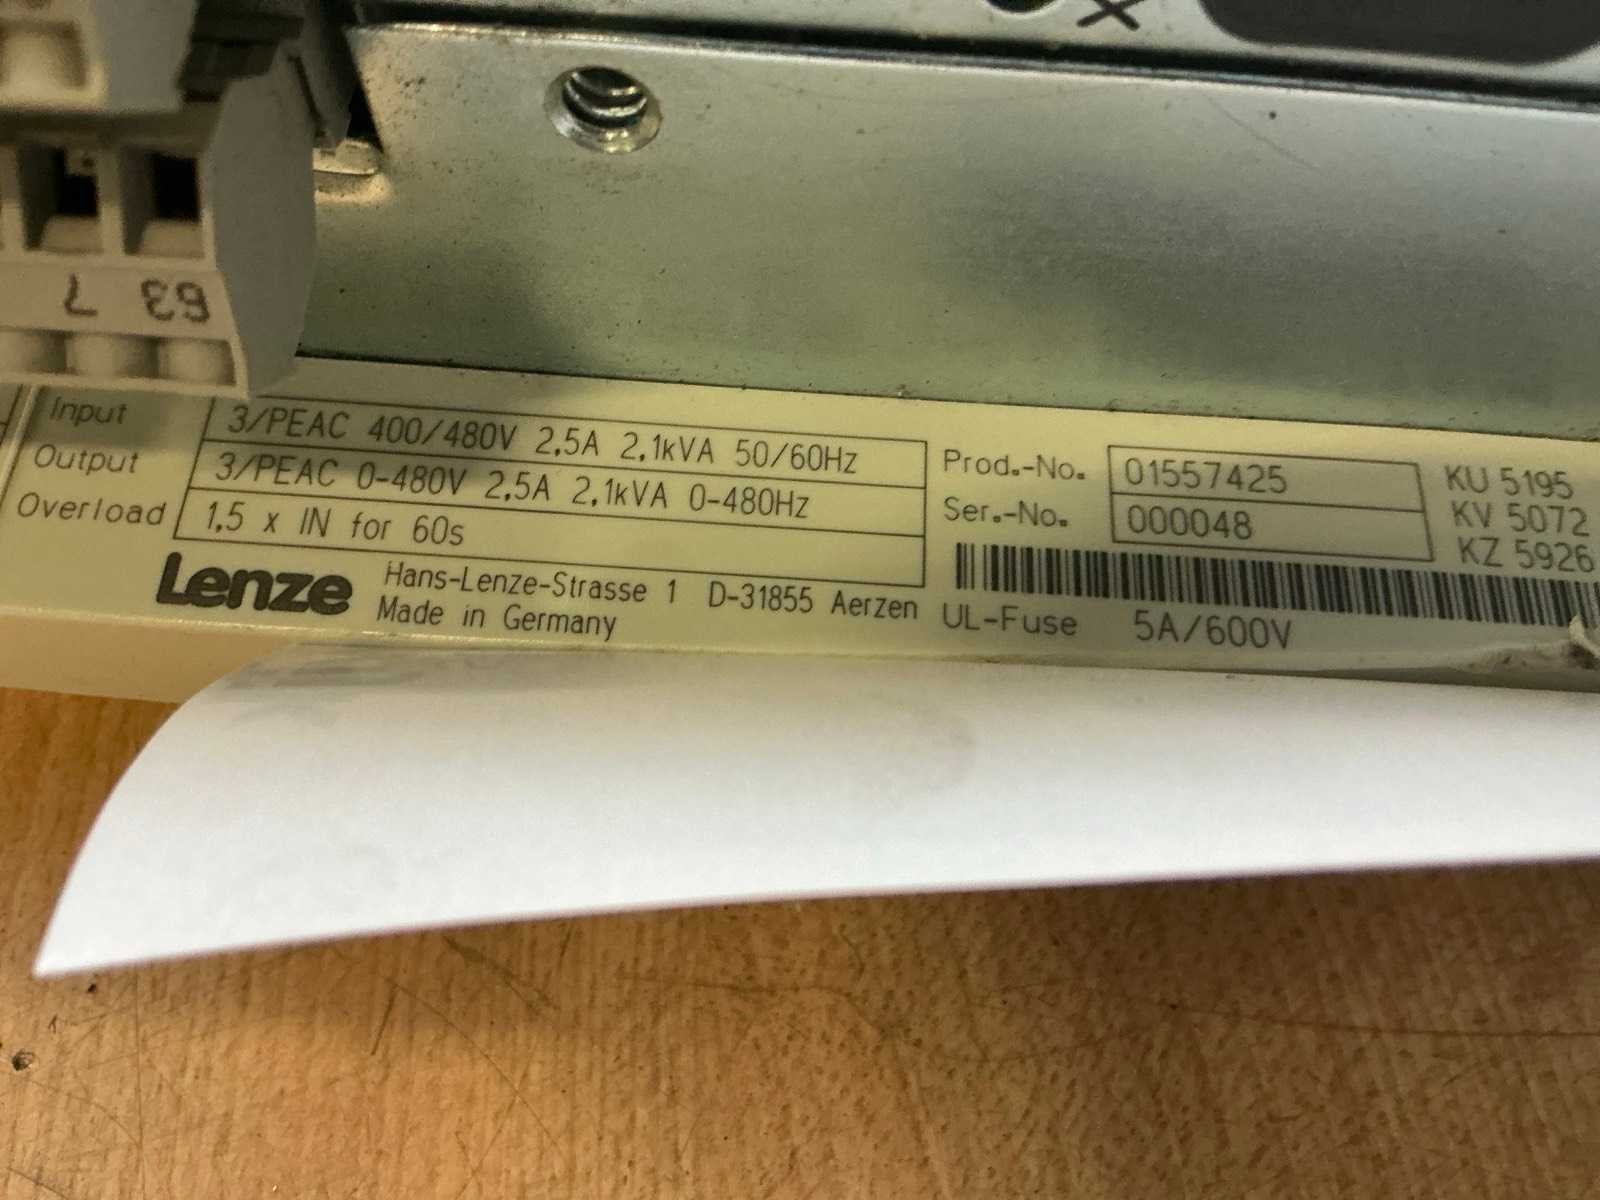 7 63
Input 3/PEAC 400/480V 2,5A 2,1kVA 50/60Hz
Output 3/PEAC 0-480V 2,5A 2,1kVA 0-480Hz
Overload 1,5 x IN for 60s
Lenze
Hans-Lenze-Strasse 1 D-31855 Aerzen
Made in Germany
Prod.-No. 01557425
Ser.-No. 000048
UL-Fuse 5A/600V
KU 5195
KV 5072
KZ 5926